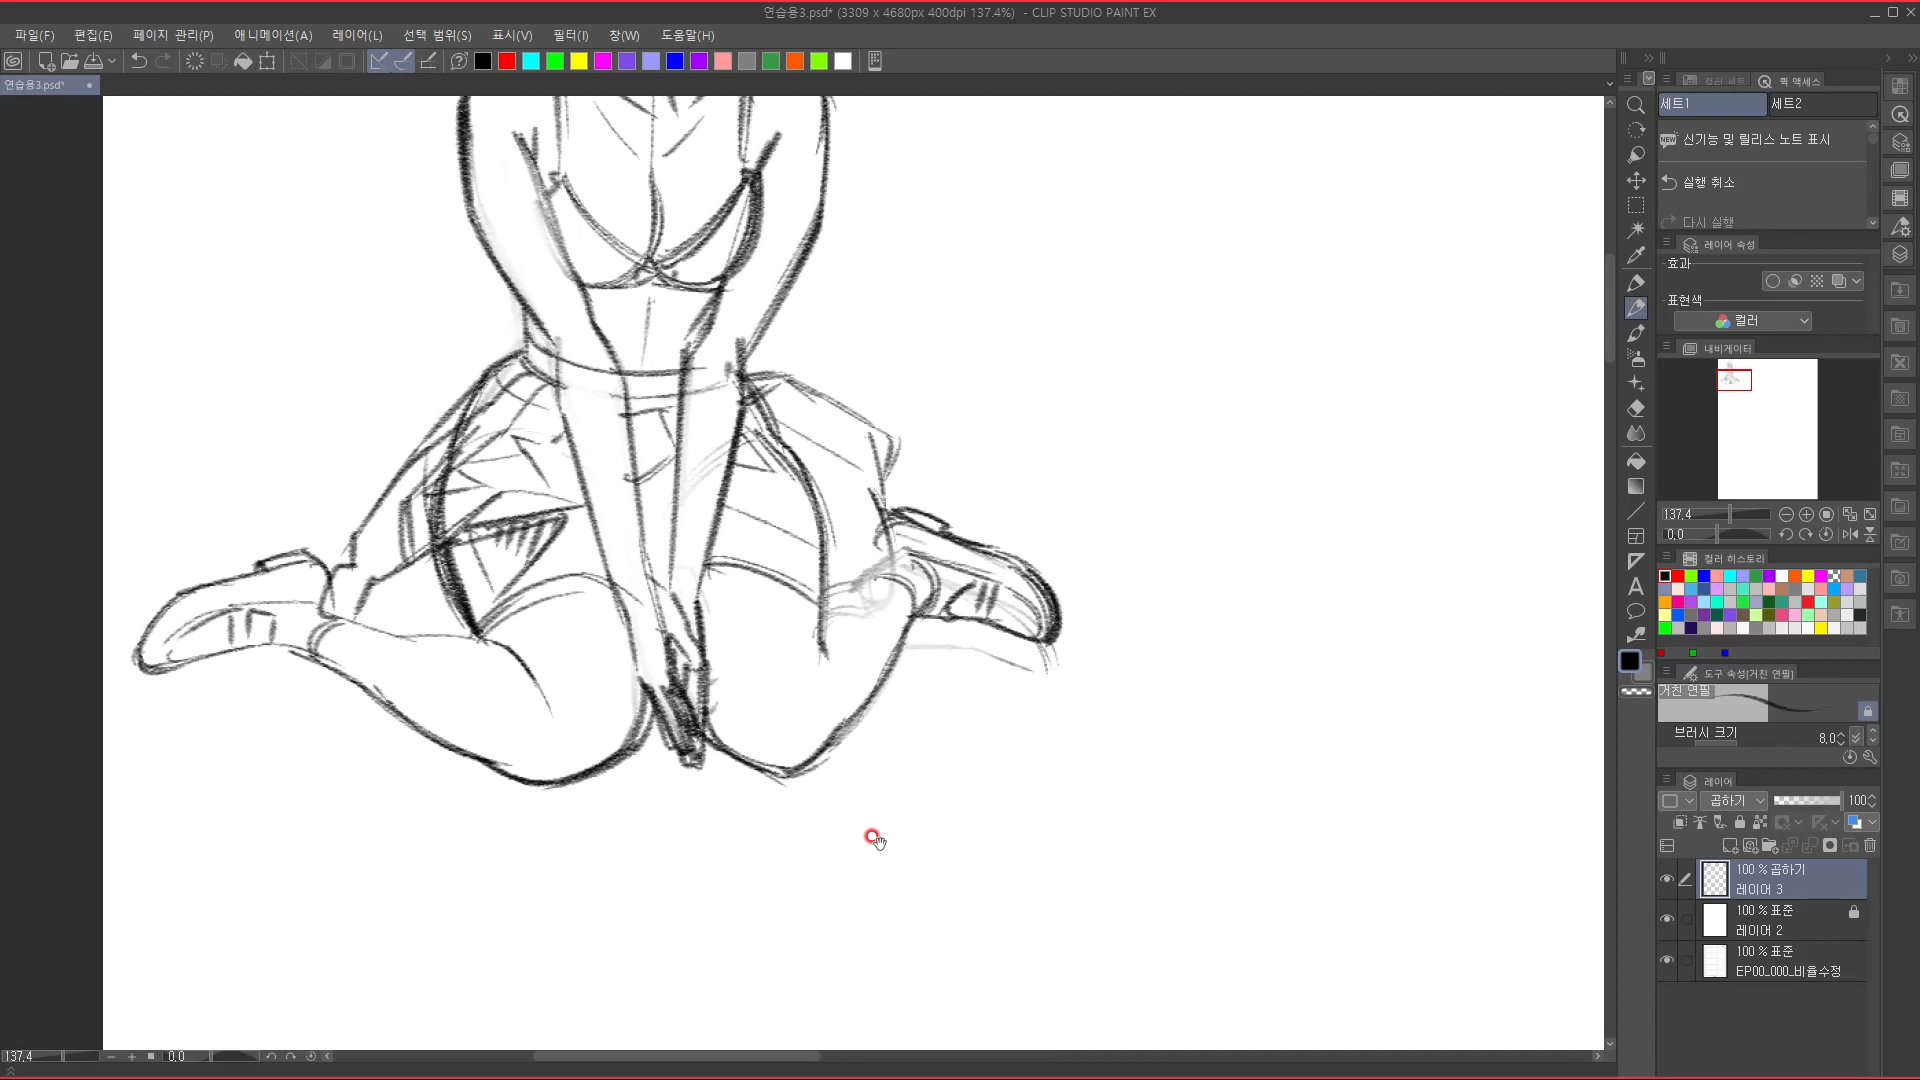 연습용3.psd* (3309 x 4680px 400dpi 137.4%)  - CLIP STUDIO PAINT EX
파일(F) 편집(E) 페이지 관리(P) 애니메이션(A) 레이어(L) 선택 범위(S) 표시(V) 필터(I) 창(W) 도움말(H)
연습용3.psd*
컬러 세트 퀵 액세스
세트1 세트2
신기능 및 릴리스 노트 표시
실행 취소
다시 실행
레이어 속성
효과
표현색
컬러
내비게이터
137.4
0.0
컬러 히스토리
도구 속성[거친 연필]
거친 연필
브러시 크기 8.0
레이어
곱하기 100
100 % 곱하기
레이어 3
100 % 표준
레이어 2
100 % 표준
EP00_000_비율수정
137.4 0.0